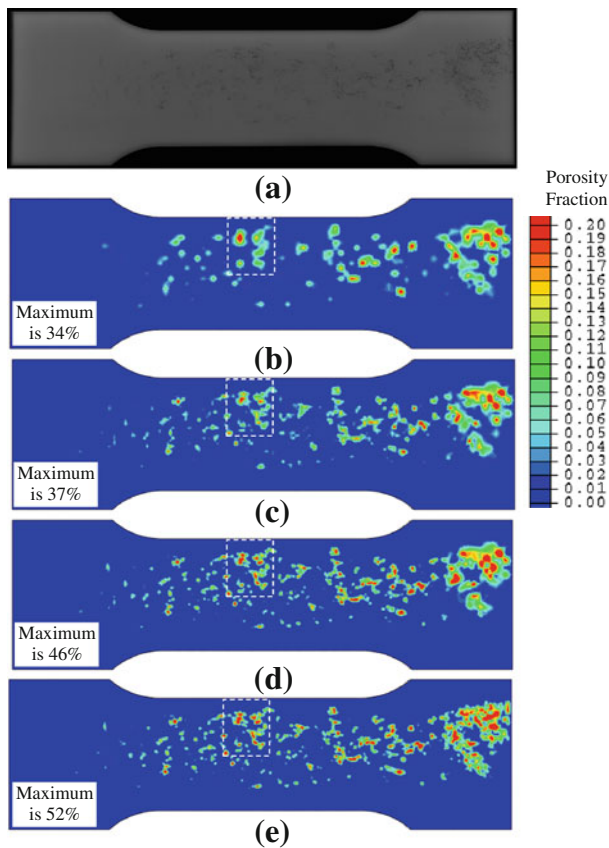 (a)
Porosity
Fraction
0.20
0.19
0.18
0.17
0.16
0.15
0.14
0.13
0.12
0.11
0.10
0.09
0.08
0.07
0.06
0.05
0.04
0.03
0.02
0.01
0.00
Maximum
is 34%
(b)
Maximum
is 37%
(c)
Maximum
is 46%
(d)
Maximum
is 52%
(e)